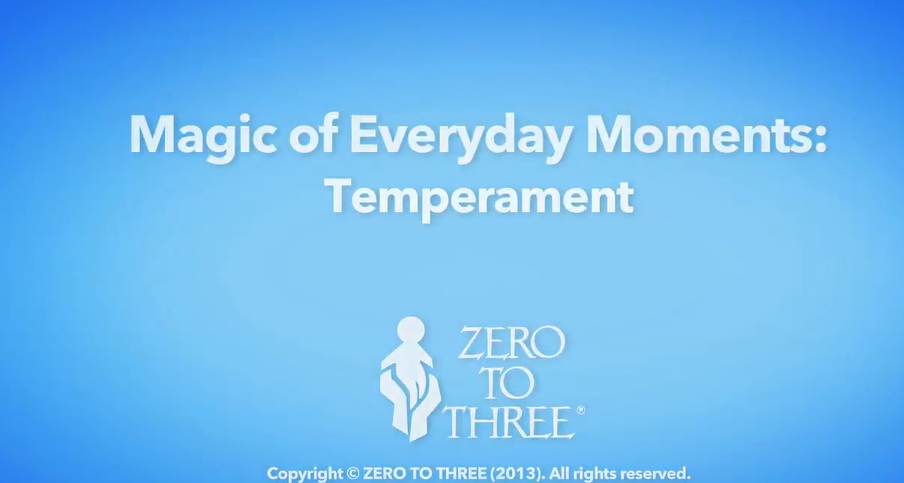 Magic of Everyday Moments:
Temperament
ZERO
TO
THREE®
Copyright © ZERO TO THREE (2013). All rights reserved.